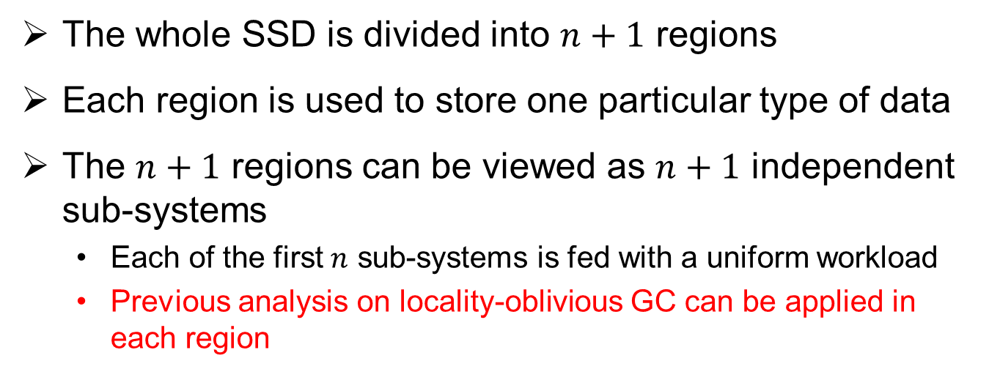 ➢ The whole SSD is divided into 𝑛 + 1 regions
➢ Each region is used to store one particular type of data
➢ The 𝑛 + 1 regions can be viewed as 𝑛 + 1 independent
sub-systems
• Each of the first 𝑛 sub-systems is fed with a uniform workload
• Previous analysis on locality-oblivious GC can be applied in
each region